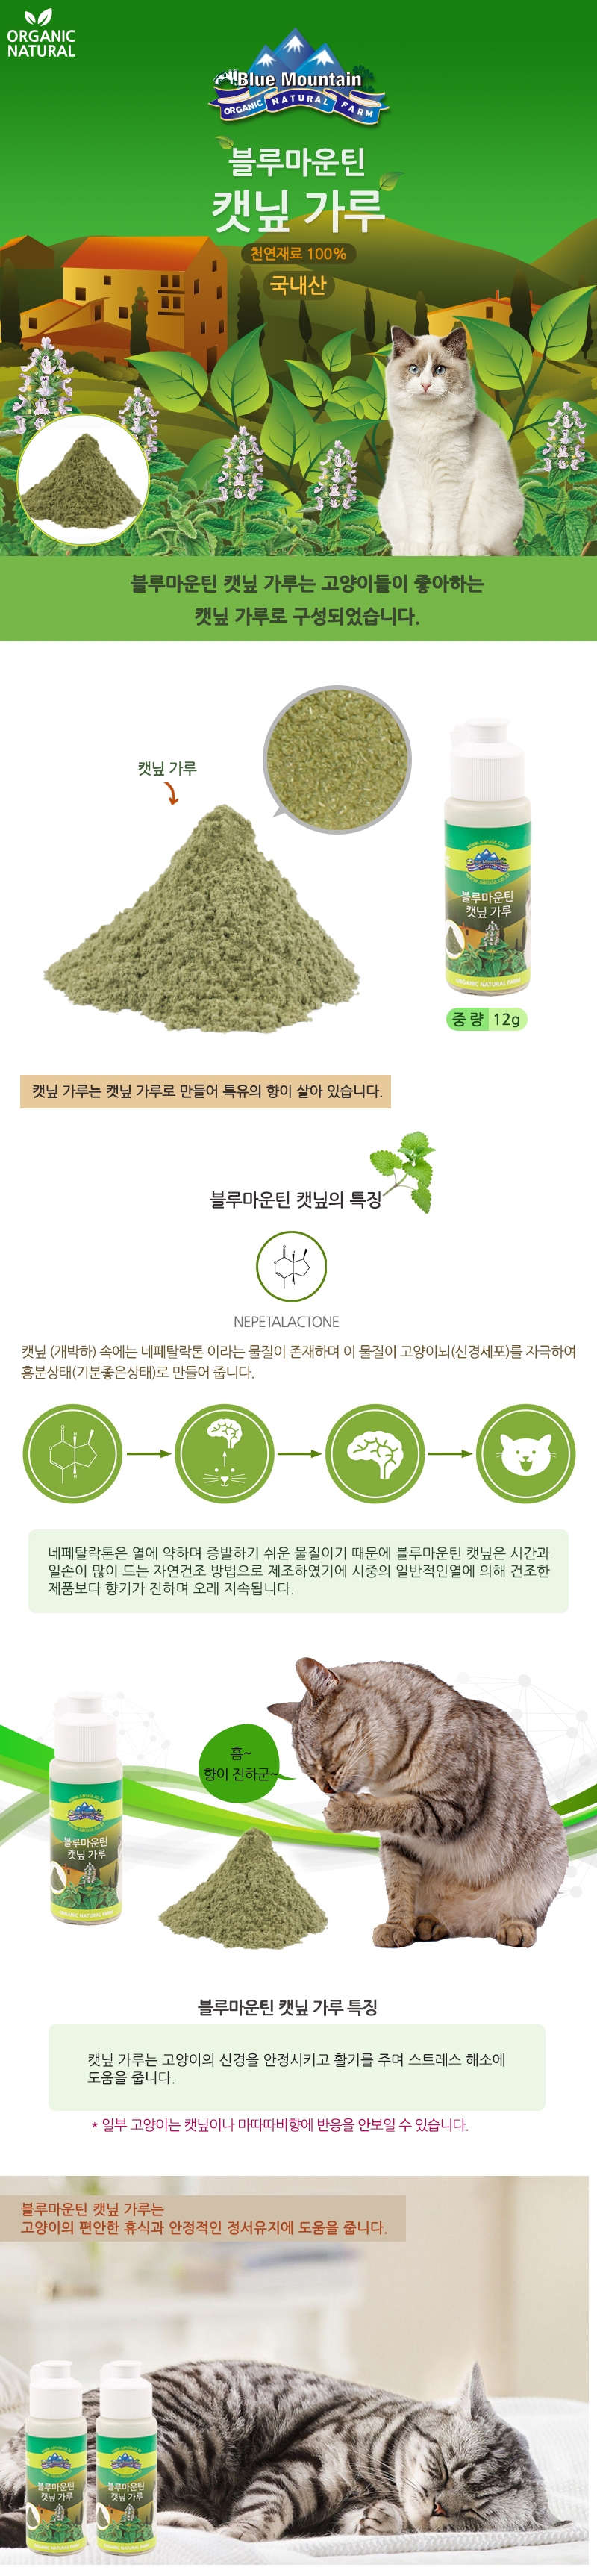 ORGANIC
NATURAL
Blue Mountain
ORGANIC NATURAL FARM
블루마운틴
캣닢 가루
천연재료 100%
국내산
블루마운틴 캣닢 가루는 고양이들이 좋아하는
캣닢 가루로 구성되었습니다.
캣닢 가루
www.sanxia.co.kr
블루마운틴
캣닢 가루
ORGANIC NATURAL FARM
중 량 12g
캣닢 가루는 캣닢 가루로 만들어 특유의 향이 살아 있습니다.
블루마운틴 캣닢의 특징
NEPETALACTONE
캣닢 (개박하) 속에는 네페탈락톤 이라는 물질이 존재하며 이 물질이 고양이뇌(신경세포)를 자극하여
흥분상태(기분좋은상태)로 만들어 줍니다.
네페탈락톤은 열에 약하며 증발하기 쉬운 물질이기 때문에 블루마운틴 캣닢은 시간과
일손이 많이 드는 자연건조 방법으로 제조하였기에 시중의 일반적인열에 의해 건조한
제품보다 향기가 진하며 오래 지속됩니다.
흠~
향이 진하군~
블루마운틴
캣닢 가루
ORGANIC NATURAL FARM
블루마운틴 캣닢 가루 특징
캣닢 가루는 고양이의 신경을 안정시키고 활기를 주며 스트레스 해소에
도움을 줍니다.
* 일부 고양이는 캣닢이나 마따따비향에 반응을 안보일 수 있습니다.
블루마운틴 캣닢 가루는
고양이의 편안한 휴식과 안정적인 정서유지에 도움을 줍니다.
블루마운틴
캣닢 가루
블루마운틴
캣닢 가루